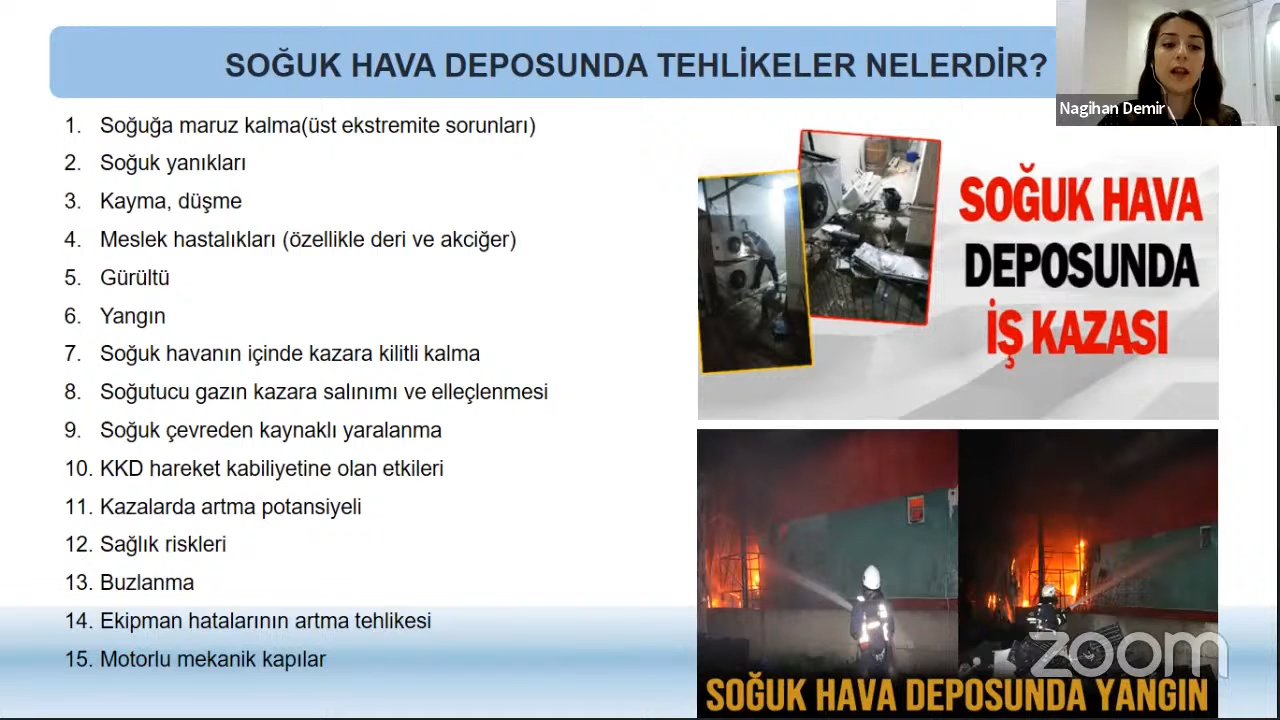 SOĞUK HAVA DEPOSUNDA TEHLİKELER NELERDİR?
Nagihan Demir
1. Soğuğa maruz kalma(üst ekstremite sorunları)
2. Soğuk yanıkları
3. Kayma, düşme
4. Meslek hastalıkları (özellikle deri ve akciğer)
5. Gürültü
6. Yangın
7. Soğuk havanın içinde kazara kilitli kalma
8. Soğutucu gazın kazara salınımı ve elleçlenmesi
9. Soğuk çevreden kaynaklı yaralanma
10. KKD hareket kabiliyetine olan etkileri
11. Kazalarda artma potansiyeli
12. Sağlık riskleri
13. Buzlanma
14. Ekipman hatalarının artma tehlikesi
15. Motorlu mekanik kapılar
SOĞUK HAVA
DEPOSUNDA
İŞ KAZASI
zoom
SOĞUK HAVA DEPOSUNDA YANGIN